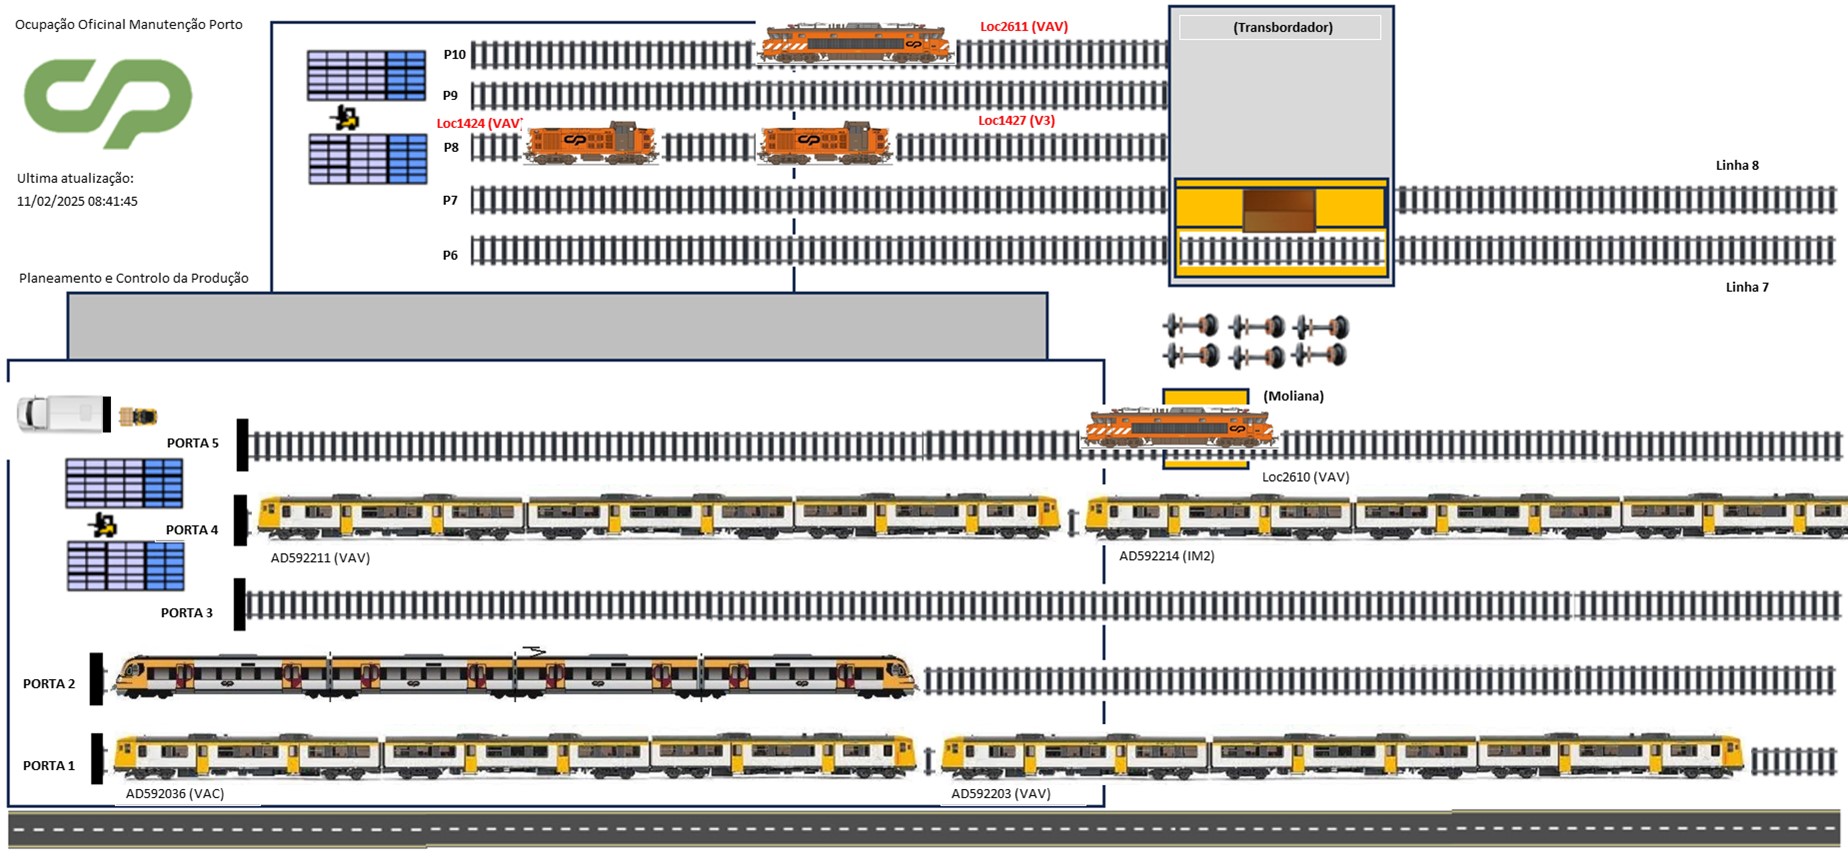 Ocupação Oficinal Manutenção Porto
Loc2611 (VAV)
(Transbordador)
P10
P9
Loc1424 (VAV)
Loc1427 (V3)
P8
Ultima atualização:
11/02/2025 08:41:45
Linha 8
P7
P6
Planeamento e Controlo da Produção
Linha 7
(Moliana)
PORTA 5
Loc2610 (VAV)
PORTA 4
AD592211 (VAV)
AD592214 (IM2)
PORTA 3
PORTA 2
PORTA 1
AD592036 (VAC)
AD592203 (VAV)